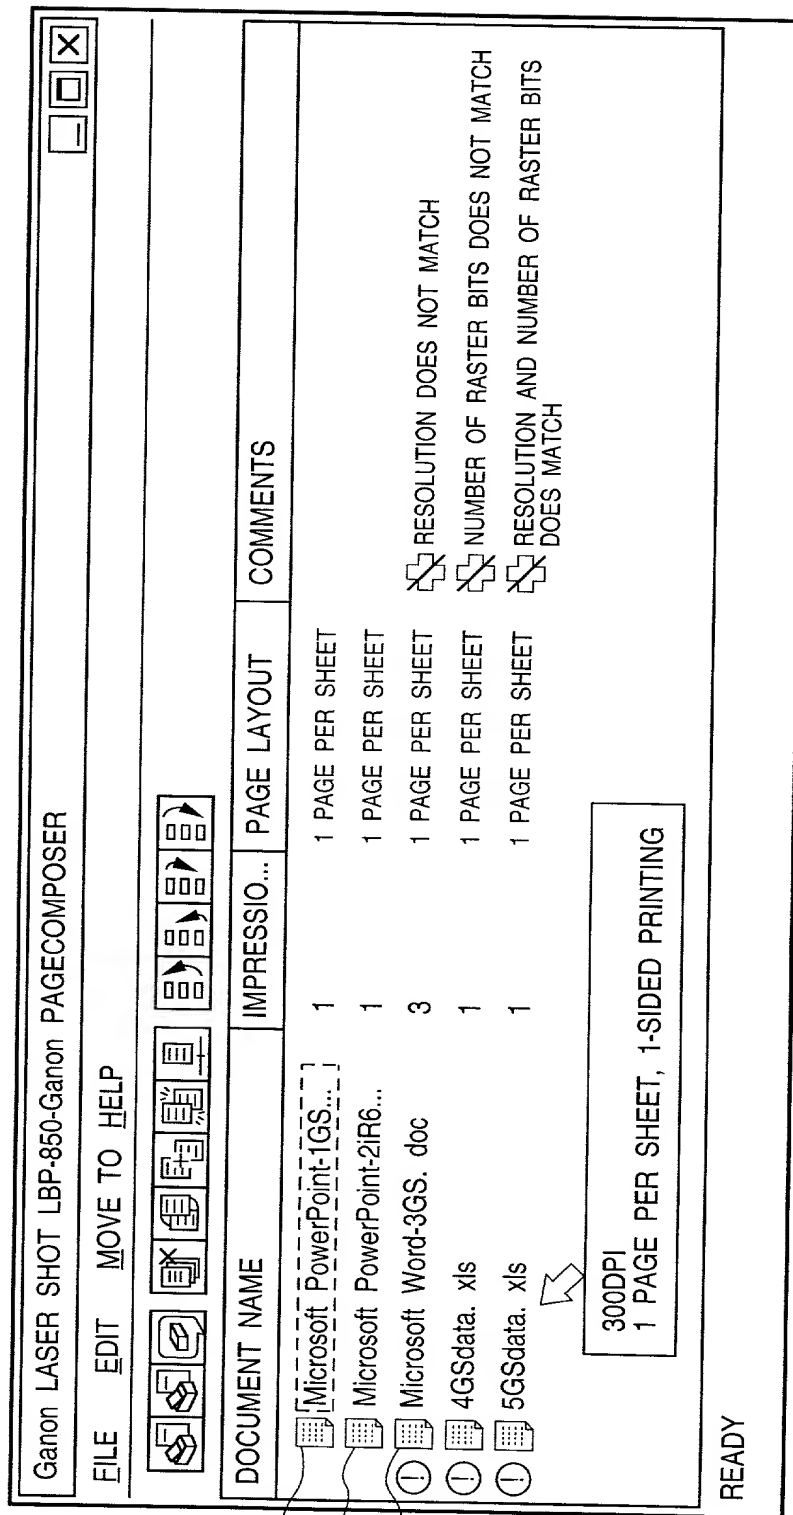 Ganon LASER SHOT LBP-850-Ganon PAGECOMPOSER
FILE EDIT MOVE TO HELP
DOCUMENT NAME IMPRESSIO... PAGE LAYOUT COMMENTS
Microsoft PowerPoint-1GS... 1 1 PAGE PER SHEET
Microsoft PowerPoint-2iR6... 1 1 PAGE PER SHEET
Microsoft Word-3GS. doc 3 1 PAGE PER SHEET RESOLUTION DOES NOT MATCH
4GSdata. xls 1 1 PAGE PER SHEET NUMBER OF RASTER BITS DOES NOT MATCH
5GSdata. xls 1 1 PAGE PER SHEET RESOLUTION AND NUMBER OF RASTER BITS
DOES MATCH
300DPI
1 PAGE PER SHEET, 1-SIDED PRINTING
READY